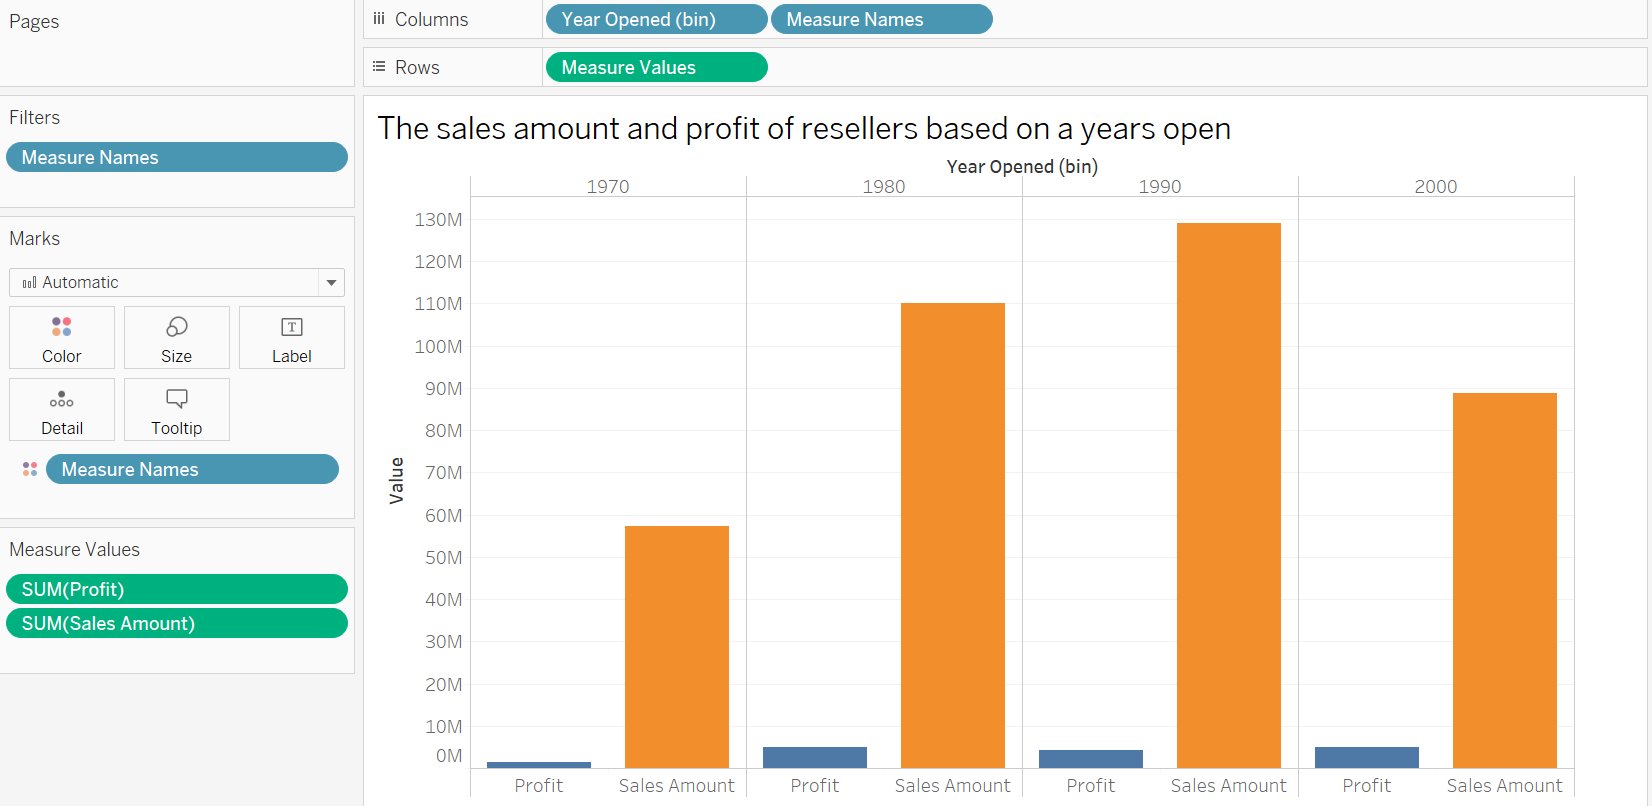 Pages
Columns
Year Opened (bin)
Measure Names
Rows
Measure Values
Filters
Measure Names
Marks
Automatic
Color
Size
T
Label
Detail
Tooltip
Measure Names
Measure Values
SUM(Profit)
SUM(Sales Amount)
The sales amount and profit of resellers based on a years open
Year Opened (bin)
1970 1980 1990 2000
130M
120M
110M
100M
90M
80M
70M
60M
50M
40M
30M
20M
10M
0M
Value
Profit Sales Amount Profit Sales Amount Profit Sales Amount Profit Sales Amount